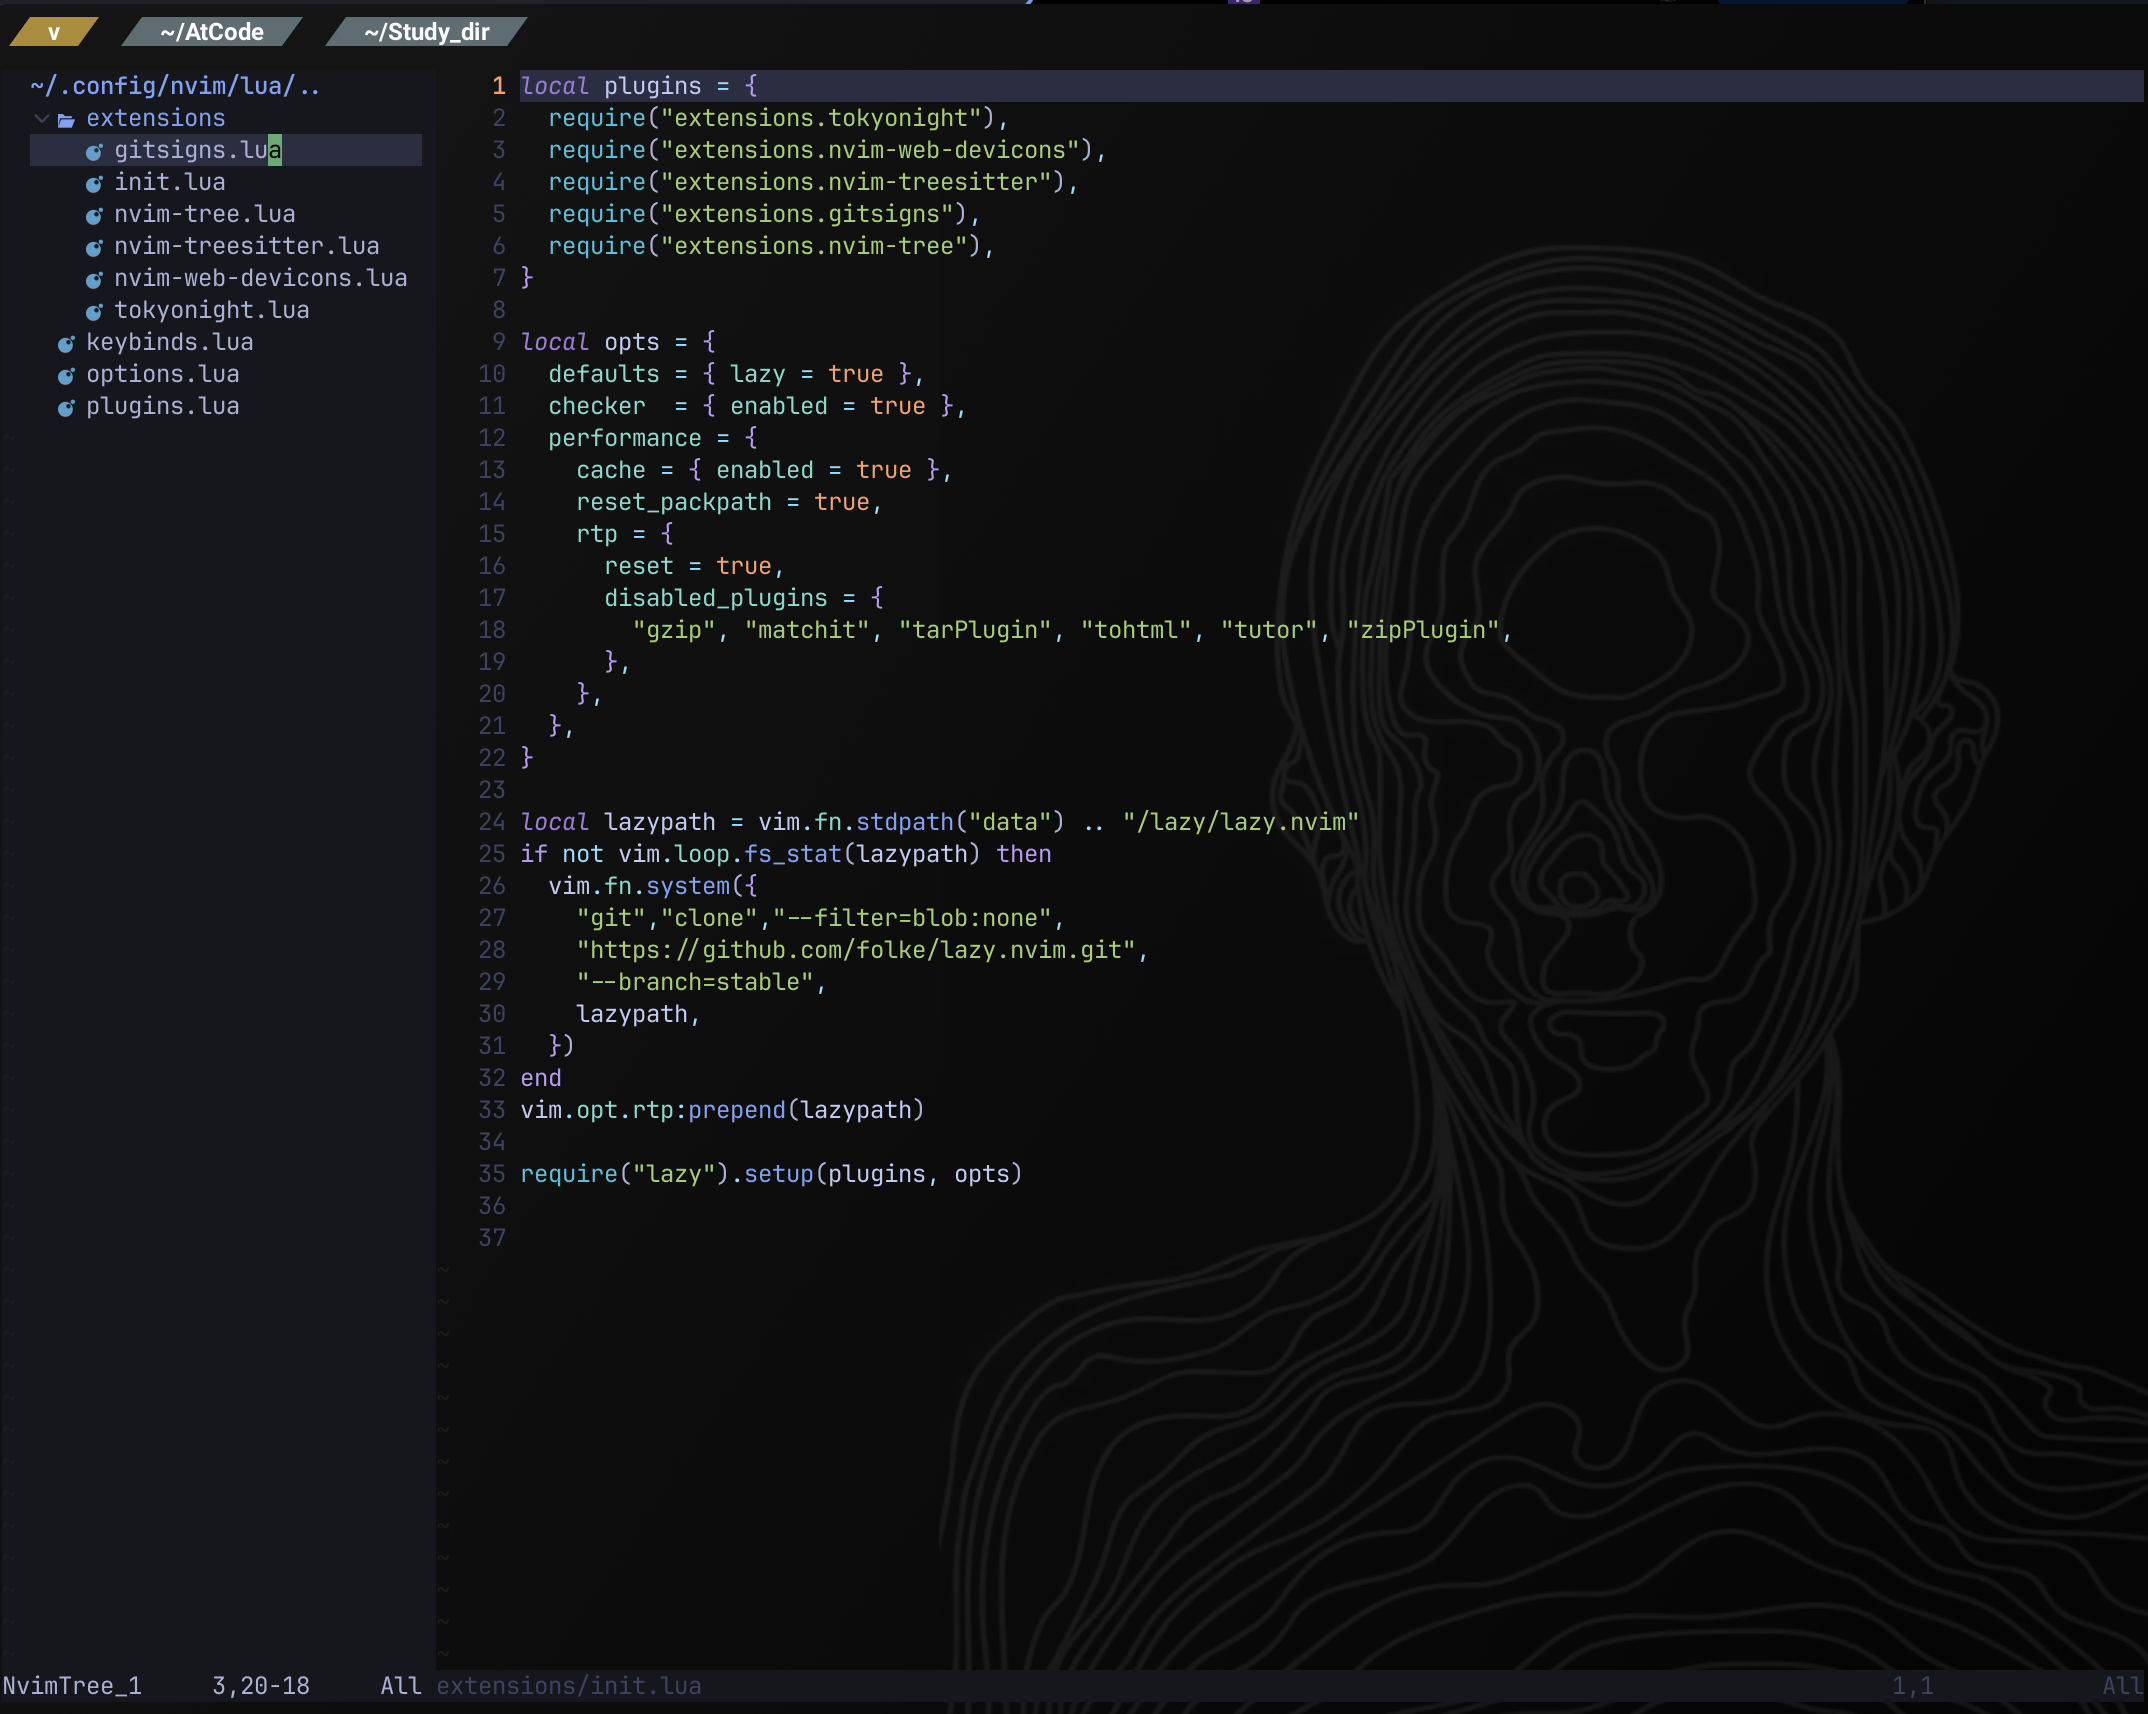 v ~/AtCode ~/Study_dir
~/.config/nvim/lua/..
extensions
gitsigns.lua
init.lua
nvim-tree.lua
nvim-treesitter.lua
nvim-web-devicons.lua
tokyonight.lua
keybinds.lua
options.lua
plugins.lua
1 local plugins = {
2   require("extensions.tokyonight"),
3   require("extensions.nvim-web-devicons"),
4   require("extensions.nvim-treesitter"),
5   require("extensions.gitsigns"),
6   require("extensions.nvim-tree"),
7 }
8
9 local opts = {
10   defaults = { lazy = true },
11   checker  = { enabled = true },
12   performance = {
13     cache = { enabled = true },
14     reset_packpath = true,
15     rtp = {
16       reset = true,
17       disabled_plugins = {
18         "gzip", "matchit", "tarPlugin", "tohtml", "tutor", "zipPlugin",
19       },
20     },
21   },
22 }
23
24 local lazypath = vim.fn.stdpath("data") .. "/lazy/lazy.nvim"
25 if not vim.loop.fs_stat(lazypath) then
26   vim.fn.system({
27     "git","clone","--filter=blob:none",
28     "https://github.com/folke/lazy.nvim.git",
29     "--branch=stable",
30     lazypath,
31   })
32 end
33 vim.opt.rtp:prepend(lazypath)
34
35 require("lazy").setup(plugins, opts)
36
37
NvimTree_1 3,20-18 All extensions/init.lua 1,1 All